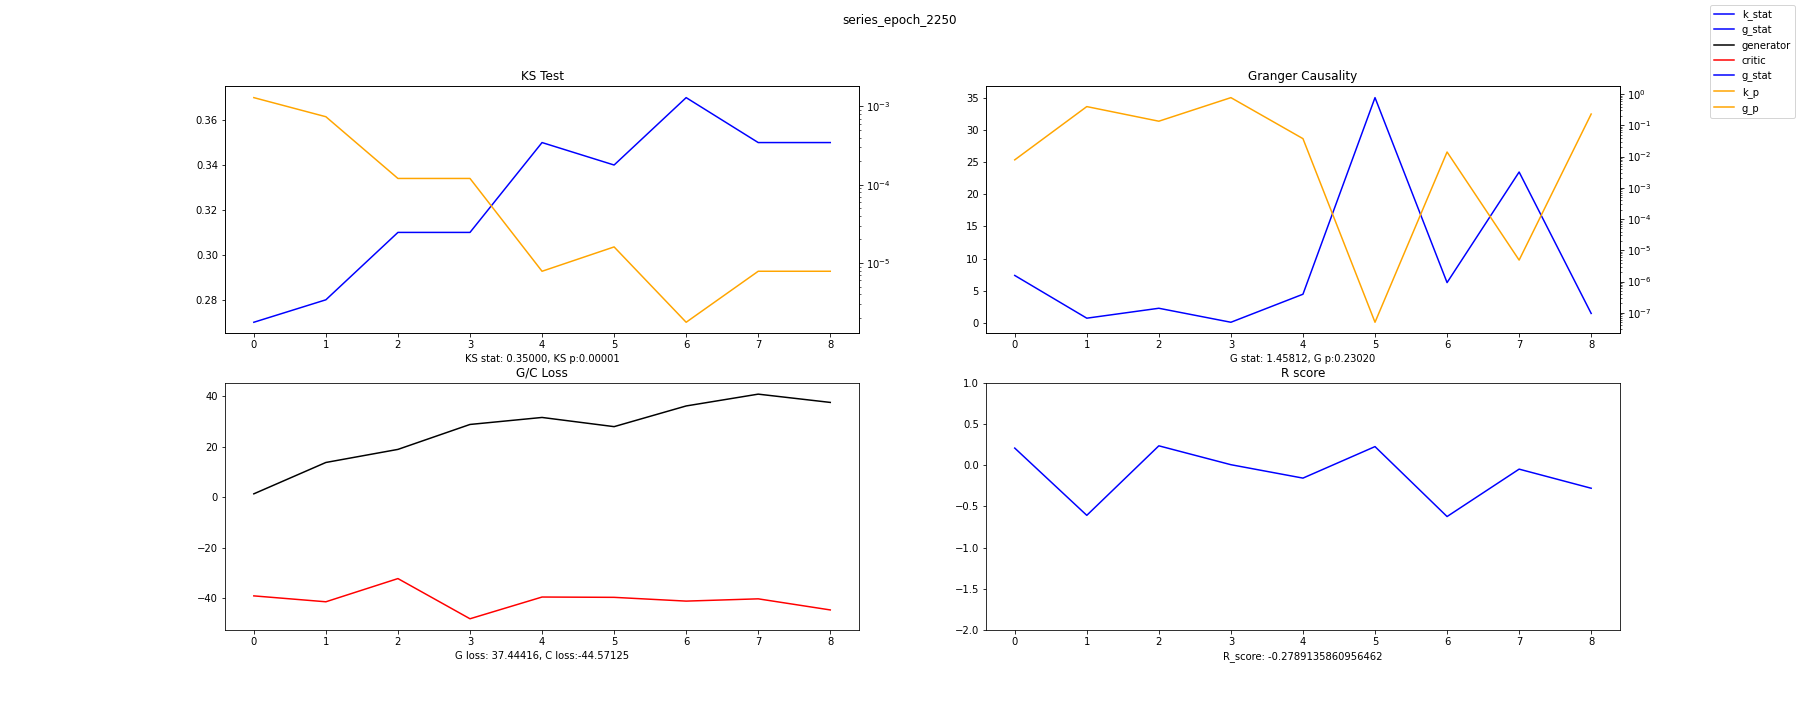 series_epoch_2250
k_stat
g_stat
generator
critic
g_stat
k_p
g_p
KS Test
0.36
0.34
0.32
0.30
0.28
10⁻³
10⁻⁴
10⁻⁵
0 1 2 3 4 5 6 7 8
KS stat: 0.35000, KS p:0.00001
Granger Causality
35
30
25
20
15
10
5
0
10⁰
10⁻¹
10⁻²
10⁻³
10⁻⁴
10⁻⁵
10⁻⁶
10⁻⁷
0 1 2 3 4 5 6 7 8
G stat: 1.45812, G p:0.23020
G/C Loss
40
20
0
−20
−40
0 1 2 3 4 5 6 7 8
G loss: 37.44416, C loss:-44.57125
R score
1.0
0.5
0.0
−0.5
−1.0
−1.5
−2.0
0 1 2 3 4 5 6 7 8
R_score: -0.2789135860956462